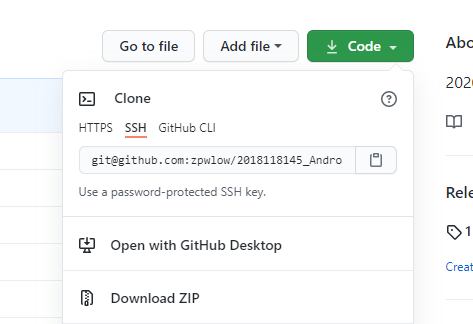 Go to file Add file Code
Clone
HTTPS SSH GitHub CLI
git@github.com:zpwlow/2018118145_Andro
Use a password-protected SSH key.
Open with GitHub Desktop
Download ZIP
Abo
202
Rele
1
Creat